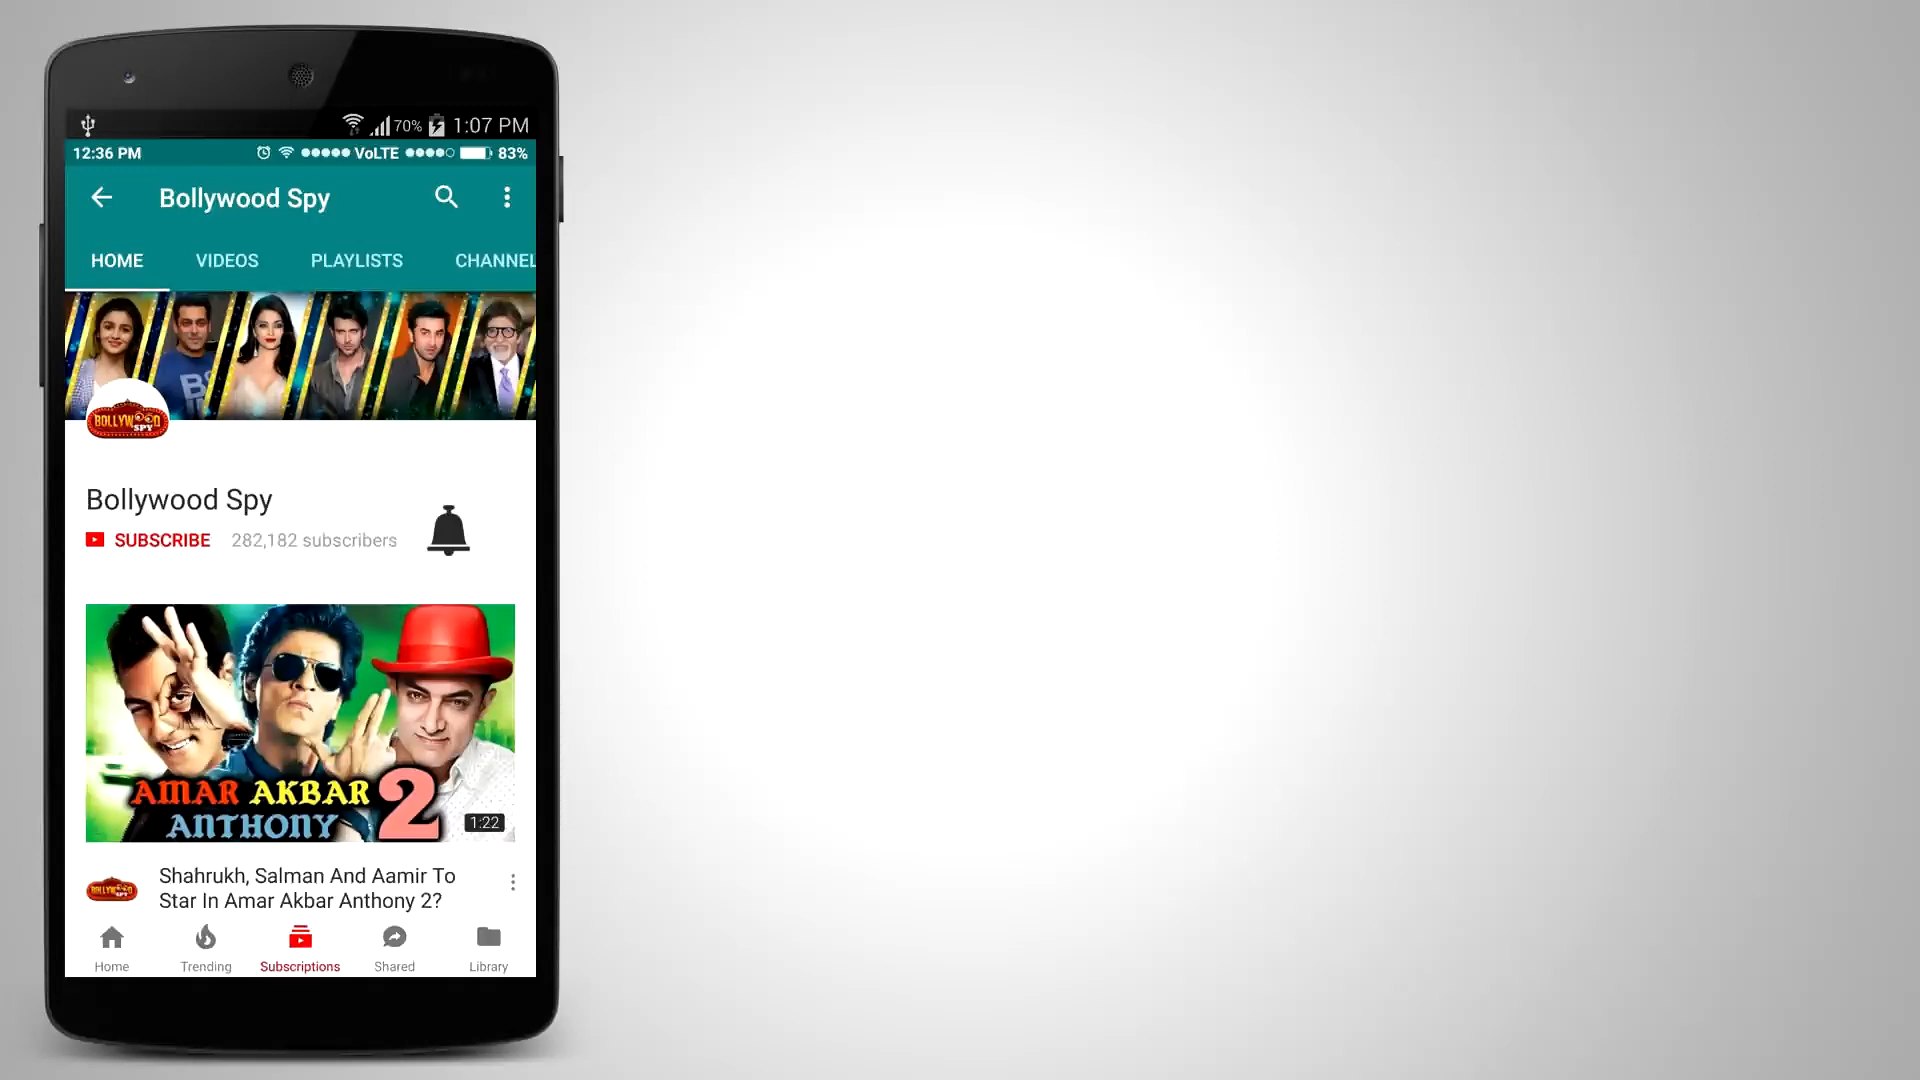 70% 1:07 PM
12:36 PM VoLTE 83%
Bollywood Spy
HOME VIDEOS PLAYLISTS CHANNEL
BOLLYWOOD
SPY
Bollywood Spy
SUBSCRIBE 282,182 subscribers
AMAR AKBAR
ANTHONY 2
1:22
Shahrukh, Salman And Aamir To
Star In Amar Akbar Anthony 2?
Home Trending Subscriptions Shared Library